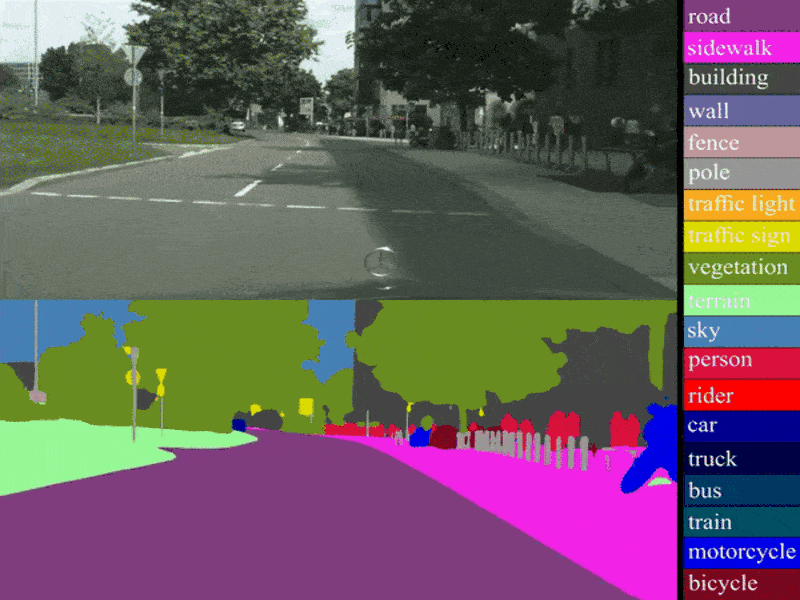 road
sidewalk
building
wall
fence
pole
traffic light
traffic sign
vegetation
terrain
sky
person
rider
car
truck
bus
train
motorcycle
bicycle